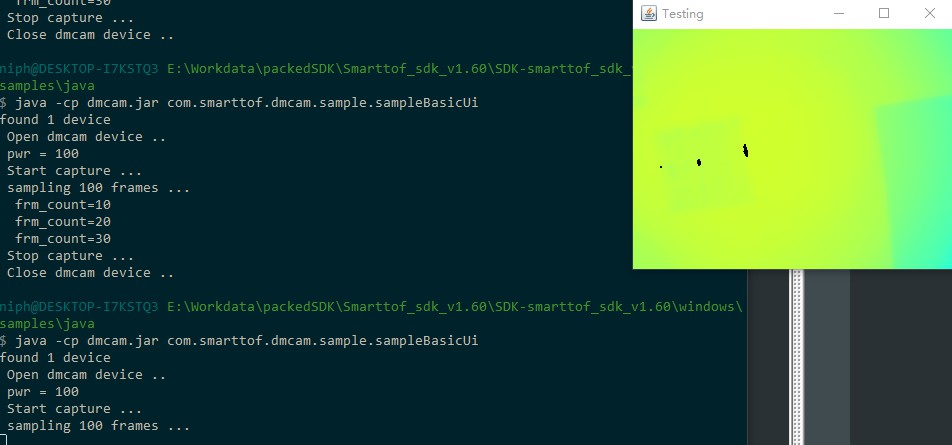 frm_count=30
Stop capture ...
Close dmcam device ..
niph@DESKTOP-I7KSTQ3 E:\Workdata\packedSDK\Smarttof_sdk_v1.60\SDK-smarttof_sdk_
samples\java
$ java -cp dmcam.jar com.smarttof.dmcam.sample.sampleBasicUi
found 1 device
Open dmcam device ..
pwr = 100
Start capture ...
sampling 100 frames ...
frm_count=10
frm_count=20
frm_count=30
Stop capture ...
Close dmcam device ..
niph@DESKTOP-I7KSTQ3 E:\Workdata\packedSDK\Smarttof_sdk_v1.60\SDK-smarttof_sdk_v1.60\windows\
samples\java
$ java -cp dmcam.jar com.smarttof.dmcam.sample.sampleBasicUi
found 1 device
Open dmcam device ..
pwr = 100
Start capture ...
sampling 100 frames ...
Testing